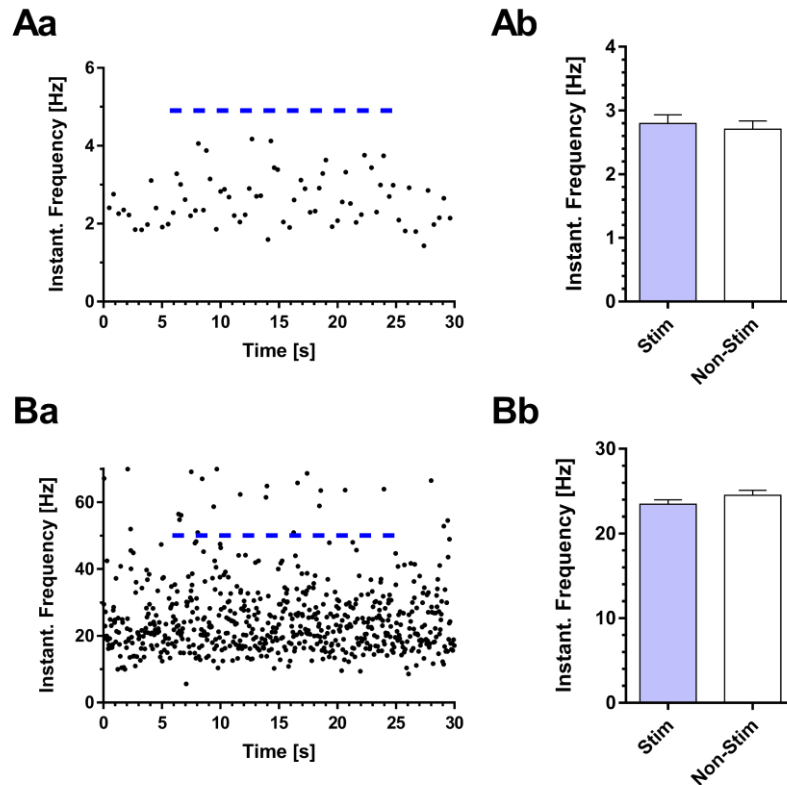 Aa
Instant. Frequency [Hz]
6
4
2
0
0 5 10 15 20 25 30
Time [s]
Ab
Instant. Frequency [Hz]
4
3
2
1
0
Stim Non-Stim
Ba
Instant. Frequency [Hz]
60
40
20
0
0 5 10 15 20 25 30
Time [s]
Bb
Instant. Frequency [Hz]
30
20
10
0
Stim Non-Stim